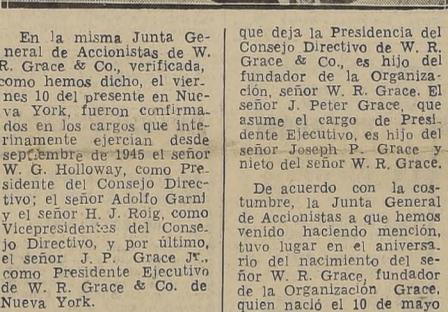 En la misma Junta Ge-
neral de Accionistas de W.
R. Grace & Co., verificada,
como hemos dicho, el vier-
nes 10 del presente en Nue-
va York, fueron confirma-
dos en los cargos que inte-
rinamente ejercían desde
septiembre de 1945 el señor
W. G. Holloway, como Pre-
sidente del Consejo Direc-
tivo; el señor Adolfo Garni
y el señor H. J. Roig, como
Vicepresidentes del Conse-
jo Directivo, y por último,
el señor J. P. Grace Jr.,
como Presidente Ejecutivo
de W. R. Grace & Co. de
Nueva York.
que deja la Presidencia del
Consejo Directivo de W. R.
Grace & Co., es hijo del
fundador de la Organiza-
ción, señor W. R. Grace. El
señor J. Peter Grace, que
asume el cargo de Presi-
dente Ejecutivo, es hijo del
señor Joseph P. Grace y
nieto del señor W. R. Grace.
De acuerdo con la cos-
tumbre, la Junta General
de Accionistas a que hemos
venido haciendo mención,
tuvo lugar en el aniversa-
rio del nacimiento del se-
ñor W. R. Grace, fundador
de la Organización Grace,
quien nació el 10 de mayo